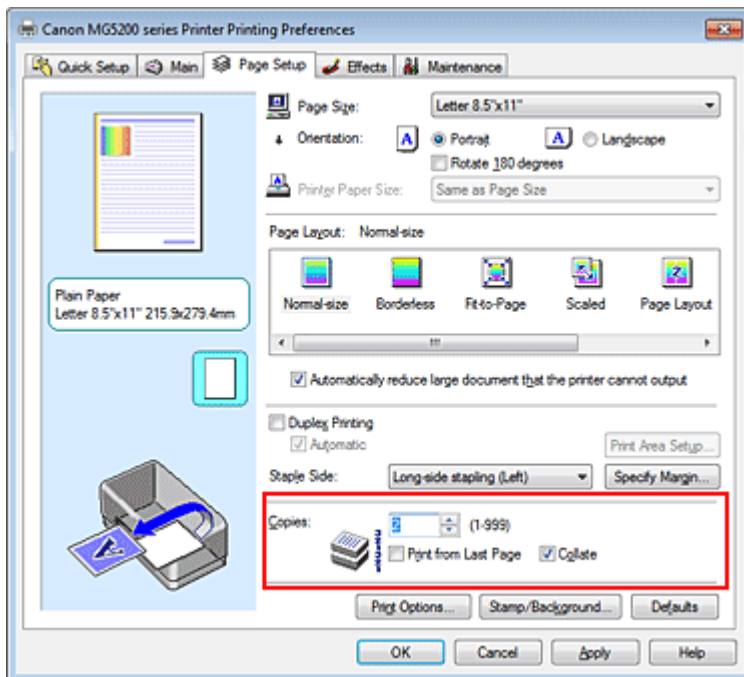 Canon MG5200 series Printer Printing Preferences
Quick Setup Main Page Setup Effects Maintenance
Page Size: Letter 8.5"x11"
Orientation: A Portrait A Landscape
Rotate 180 degrees
Printer Paper Size: Same as Page Size
Page Layout: Normal-size
Normal-size Borderless Fit-to-Page Scaled Page Layout
Plain Paper
Letter 8.5"x11" 215.9x279.4mm
Automatically reduce large document that the printer cannot output
Duplex Printing
Automatic Print Area Setup...
Staple Side: Long-side stapling (Left) Specify Margin...
Copies: 2 (1-999)
Print from Last Page Collate
Print Options... Stamp/Background... Defaults
OK Cancel Apply Help